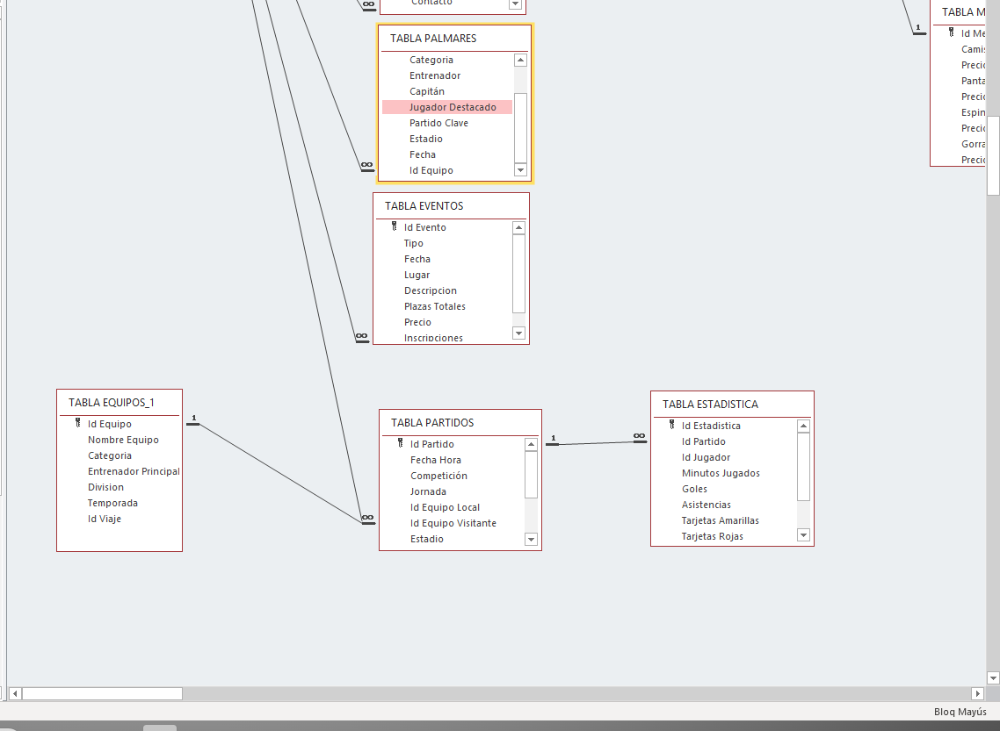 Contacto
∞
TABLA PALMARES
Categoria
Entrenador
Capitán
Jugador Destacado
Partido Clave
Estadio
Fecha
Id Equipo
∞
TABLA EVENTOS
Id Evento
Tipo
Fecha
Lugar
Descripcion
Plazas Totales
Precio
Inscripciones
∞
1
TABLA M
Id Me
Camis
Precio
Panta
Precio
Espin
Precio
Gorra
Precio
TABLA EQUIPOS_1
Id Equipo
Nombre Equipo
Categoria
Entrenador Principal
Division
Temporada
Id Viaje
1
∞
TABLA PARTIDOS
Id Partido
Fecha Hora
Competición
Jornada
Id Equipo Local
Id Equipo Visitante
Estadio
1
∞
TABLA ESTADISTICA
Id Estadistica
Id Partido
Id Jugador
Minutos Jugados
Goles
Asistencias
Tarjetas Amarillas
Tarjetas Rojas
Bloq Mayús